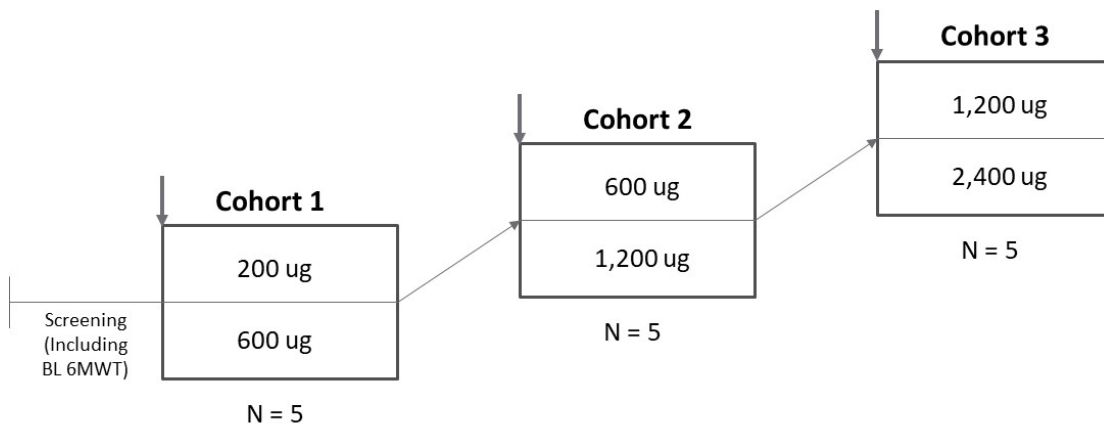 Cohort 1
200 ug
600 ug
N = 5
Screening
(Including
BL 6MWT)
Cohort 2
600 ug
1,200 ug
N = 5
Cohort 3
1,200 ug
2,400 ug
N = 5